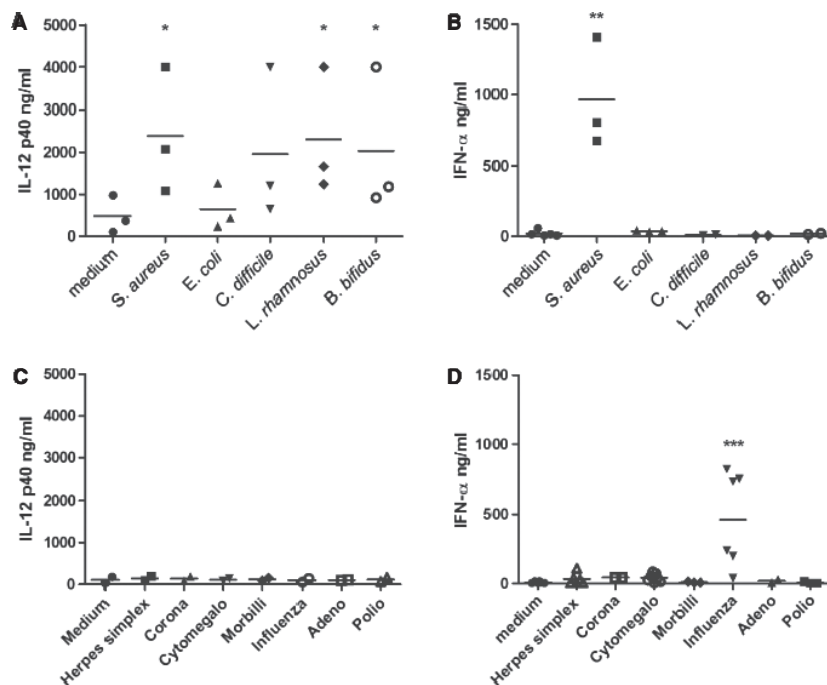 A
IL-12 p40 ng/ml
5000
4000
3000
2000
1000
0
*
*
*
medium
S. aureus
E. coli
C. difficile
L. rhamnosus
B. bifidus
B
IFN-α ng/ml
1500
1000
500
0
**
medium
S. aureus
E. coli
C. difficile
L. rhamnosus
B. bifidus
C
IL-12 p40 ng/ml
5000
4000
3000
2000
1000
0
Medium
Herpes simplex
Corona
Cytomegalo
Morbilli
Influenza
Adeno
Polio
D
IFN-α ng/ml
1500
1000
500
0
***
medium
Herpes simplex
Corona
Cytomegalo
Morbilli
Influenza
Adeno
Polio